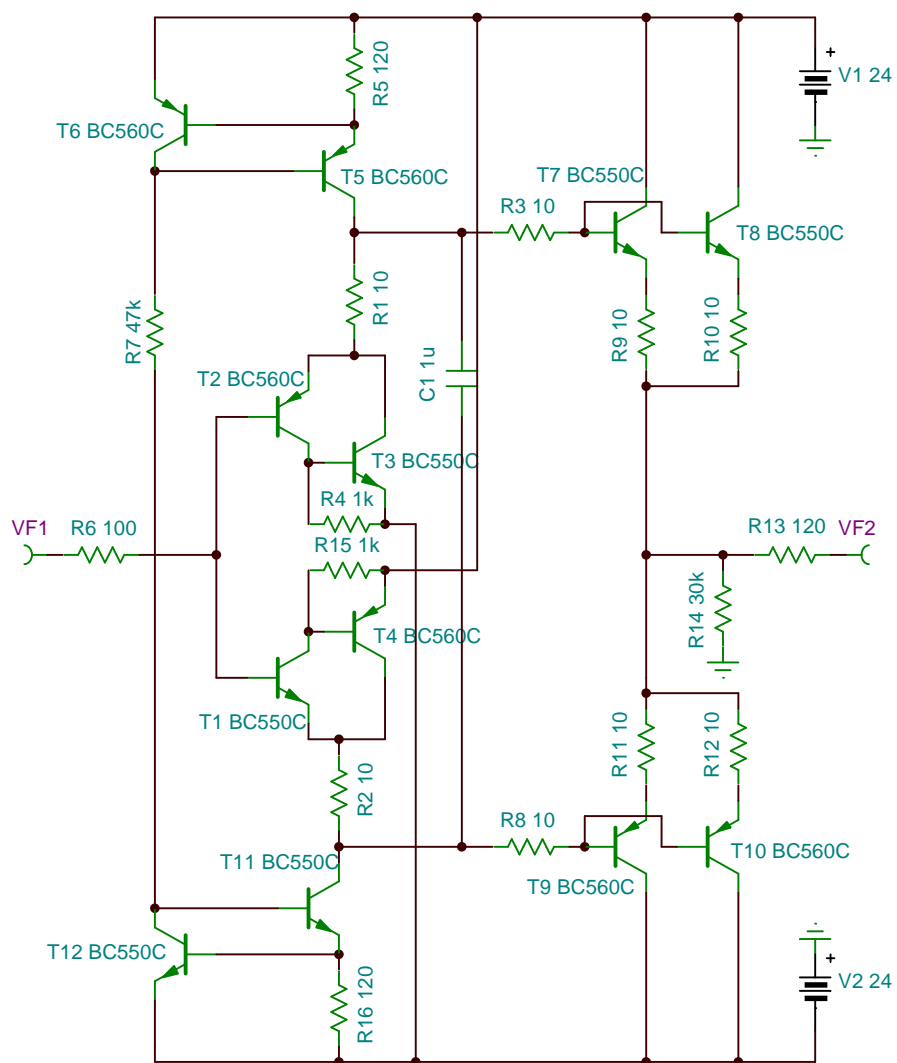 R5 120
V1 24
+
T6 BC560C
T5 BC560C
T7 BC550C
R3 10
T8 BC550C
R1 10
R7 47k
R9 10
R10 10
C1 1u
T2 BC560C
T3 BC550C
R4 1k
VF1
R6 100
R15 1k
R13 120
VF2
R14 30k
T4 BC560C
T1 BC550C
R11 10
R12 10
R2 10
R8 10
T11 BC550C
T10 BC560C
T9 BC560C
T12 BC550C
R16 120
+
V2 24